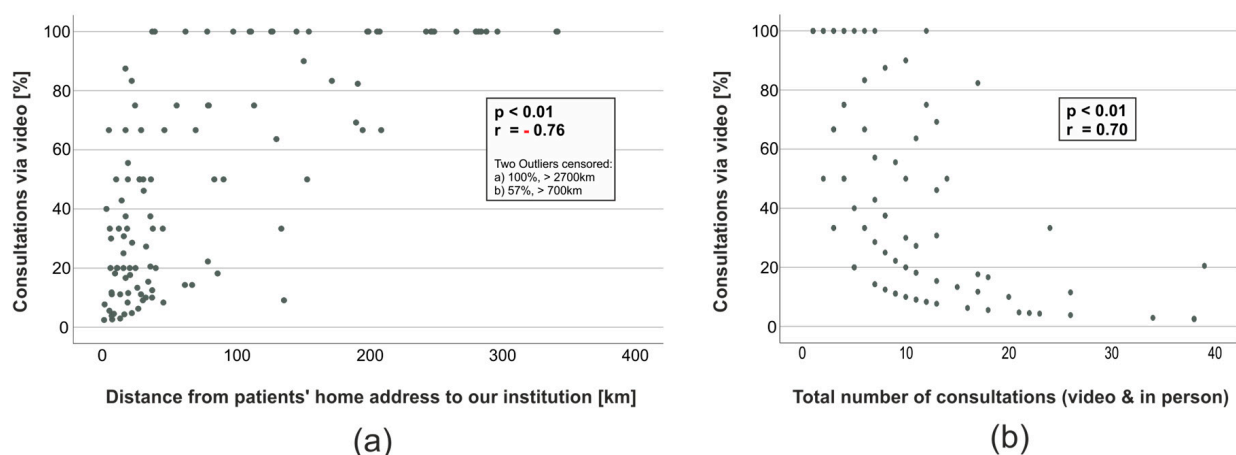 Consultations via video [%]
100
80
60
40
20
0
p < 0.01
r = - 0.76
Two Outliers censored:
a) 100%, > 2700km
b) 57%, > 700km
0 100 200 300 400
Distance from patients' home address to our institution [km]
(a)
Consultations via video [%]
100
80
60
40
20
0
p < 0.01
r = 0.70
0 10 20 30 40
Total number of consultations (video & in person)
(b)